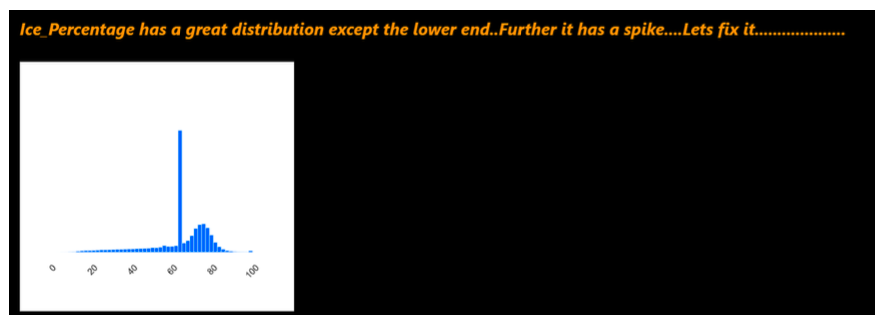 Ice_Percentage has a great distribution except the lower end..Further it has a spike....Lets fix it....................
0 20 40 60 80 100